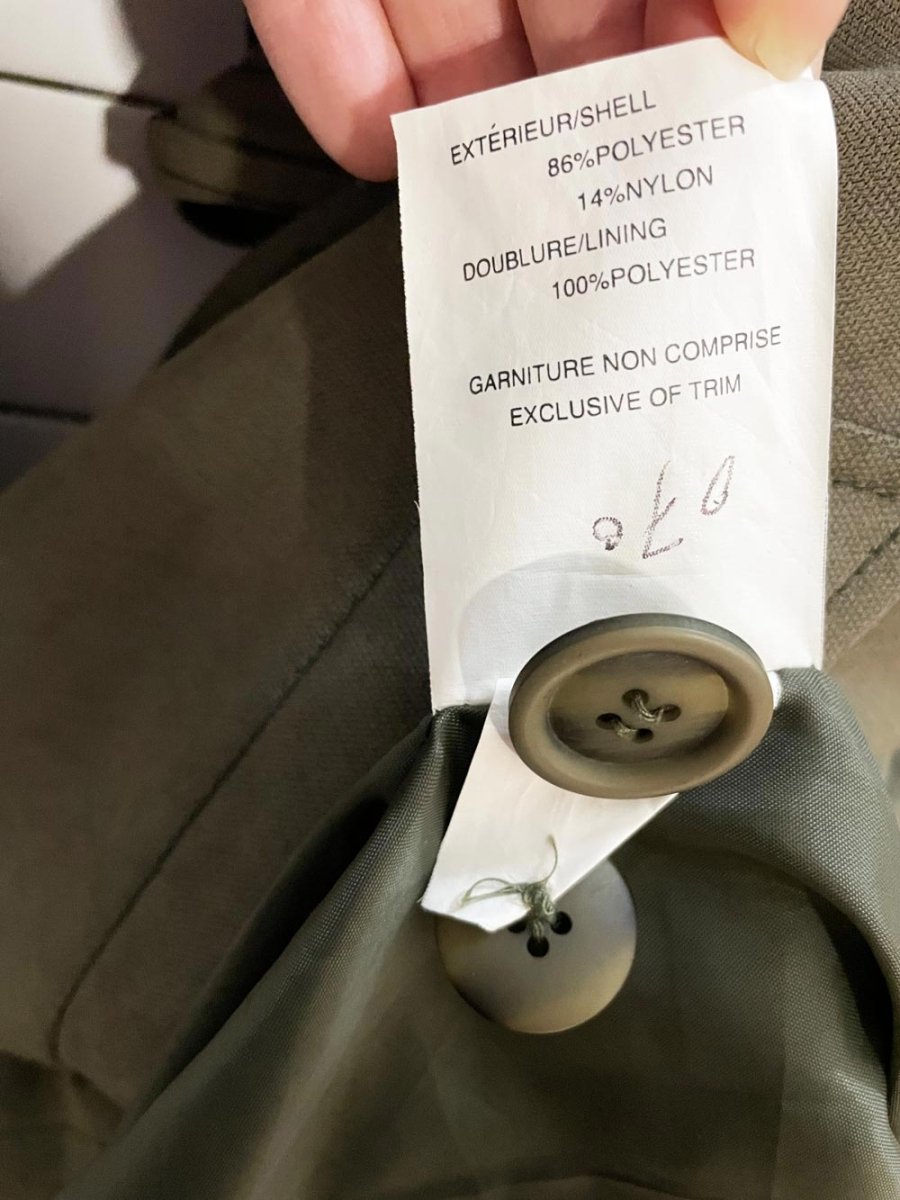 EXTÉRIEUR/SHELL
86%POLYESTER
14%NYLON
DOUBLURE/LINING
100%POLYESTER
GARNITURE NON COMPRISE
EXCLUSIVE OF TRIM